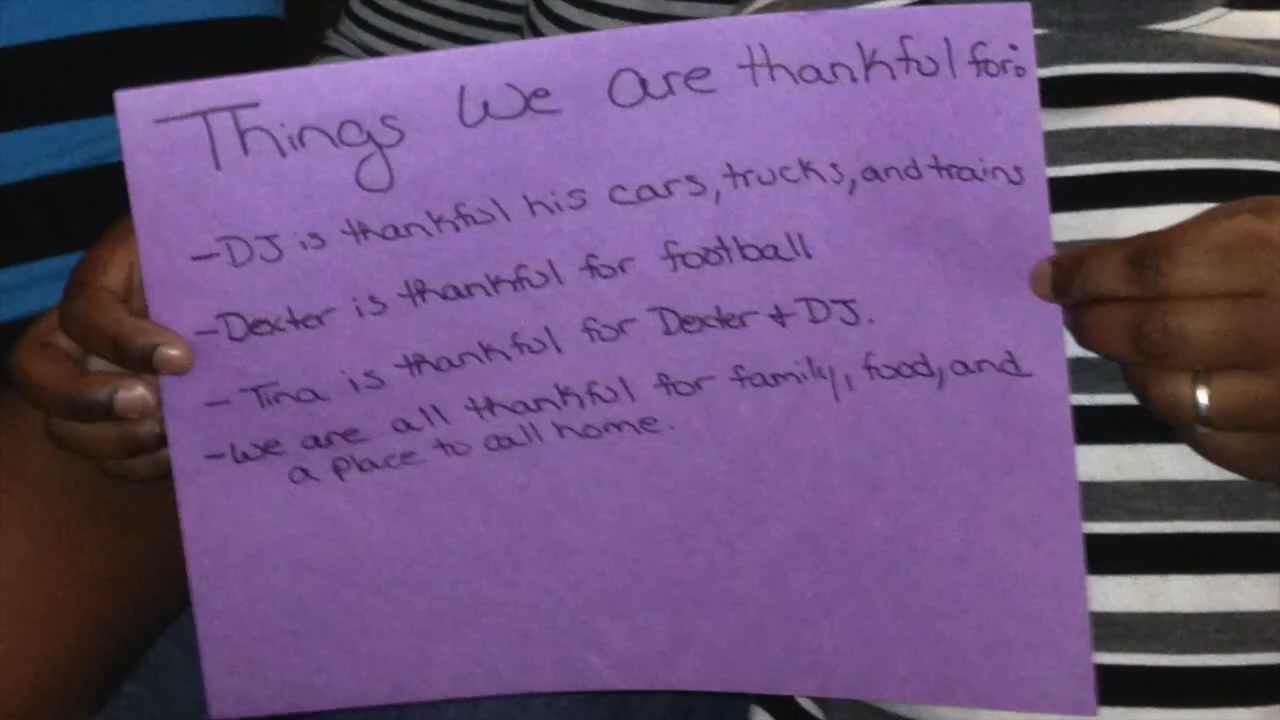 Things We are thankful for:
-DJ is thankful his cars, trucks, and trains
-Dexter is thankful for football
- Tina is thankful for Dexter + DJ.
-We are all thankful for family, food, and
a place to call home.